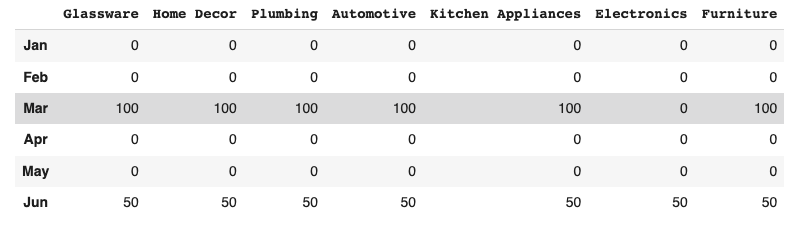 Glassware Home Decor Plumbing Automotive Kitchen Appliances Electronics Furniture
Jan 0 0 0 0 0 0 0
Feb 0 0 0 0 0 0 0
Mar 100 100 100 100 100 0 100
Apr 0 0 0 0 0 0 0
May 0 0 0 0 0 0 0
Jun 50 50 50 50 50 50 50